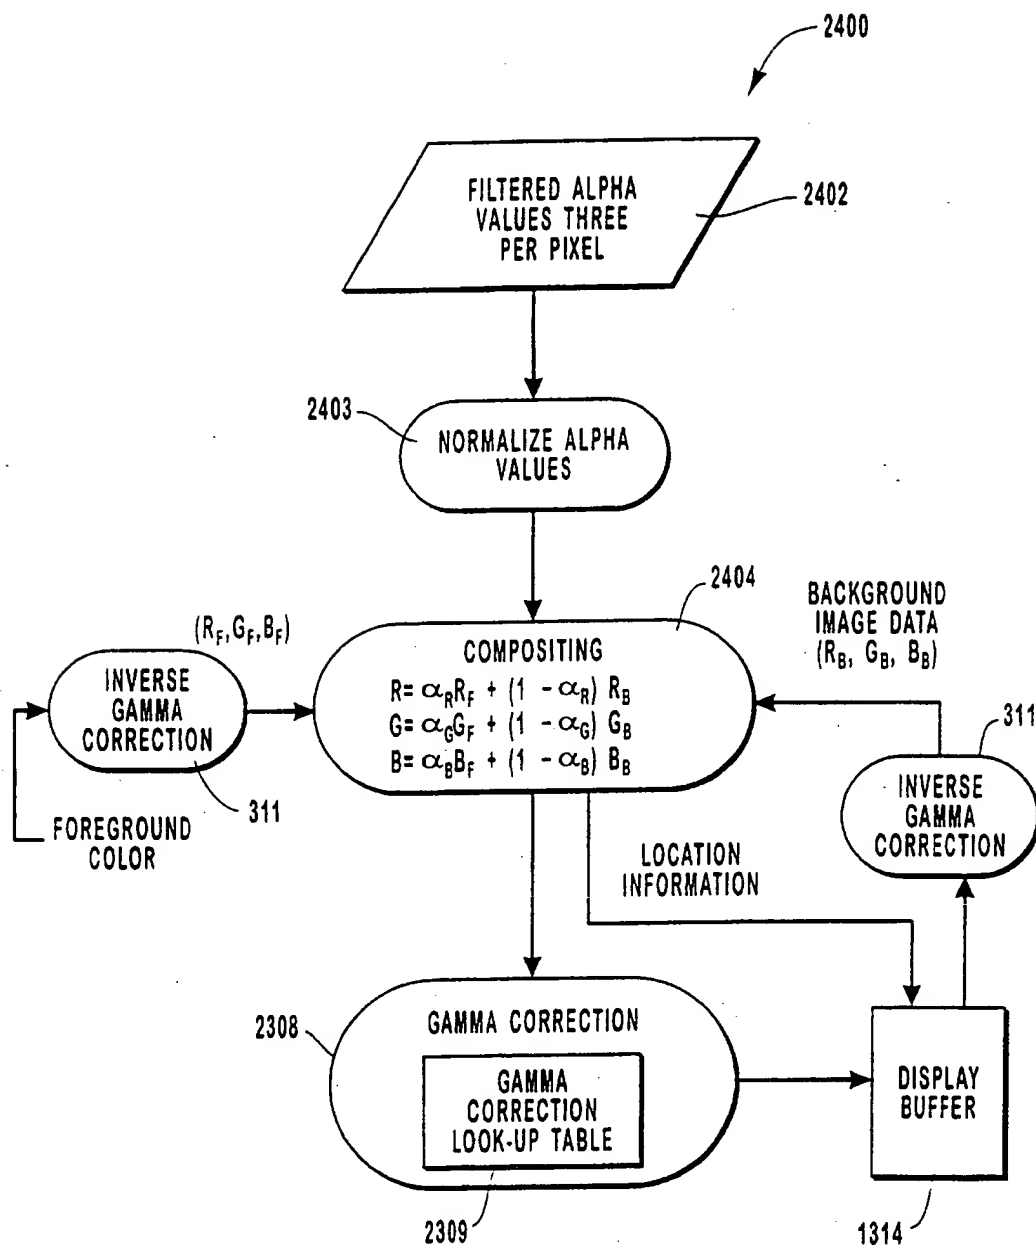 2400
FILTERED ALPHA
VALUES THREE
PER PIXEL
2402
2403
NORMALIZE ALPHA
VALUES
2404
BACKGROUND
IMAGE DATA
(R_B, G_B, B_B)
(R_F,G_F,B_F)
INVERSE
GAMMA
CORRECTION
311
FOREGROUND
COLOR
COMPOSITING
R= α_R R_F + (1 - α_R) R_B
G= α_G G_F + (1 - α_G) G_B
B= α_B B_F + (1 - α_B) B_B
311
INVERSE
GAMMA
CORRECTION
LOCATION
INFORMATION
2308
GAMMA CORRECTION
GAMMA
CORRECTION
LOOK-UP TABLE
2309
DISPLAY
BUFFER
1314